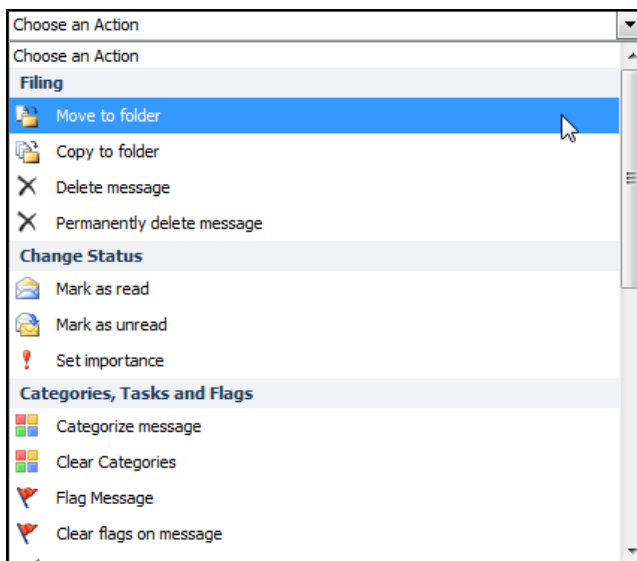 Choose an Action
Choose an Action
Filing
Move to folder
Copy to folder
Delete message
Permanently delete message
Change Status
Mark as read
Mark as unread
Set importance
Categories, Tasks and Flags
Categorize message
Clear Categories
Flag Message
Clear flags on message